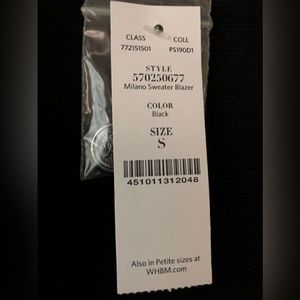 CLASS COLL
772151501 PS190D1
STYLE
570250677
Milano Sweater Blazer
COLOR
Black
SIZE
S
451011312048
Also in Petite sizes at
WHBM.com